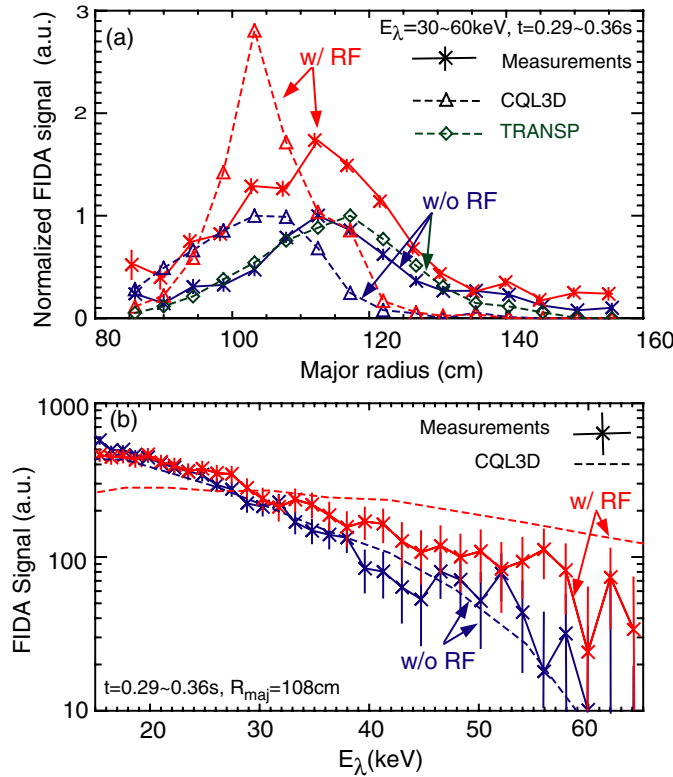 (a)
E_λ=30~60keV, t=0.29~0.36s
w/ RF
Measurements
CQL3D
TRANSP
w/o RF
Normalized FIDA signal (a.u.)
3
2
1
0
80
100
120
140
160
Major radius (cm)
(b)
Measurements
CQL3D
w/ RF
w/o RF
FIDA Signal (a.u.)
1000
100
10
t=0.29~0.36s, R_maj=108cm
20
30
40
50
60
E_λ(keV)